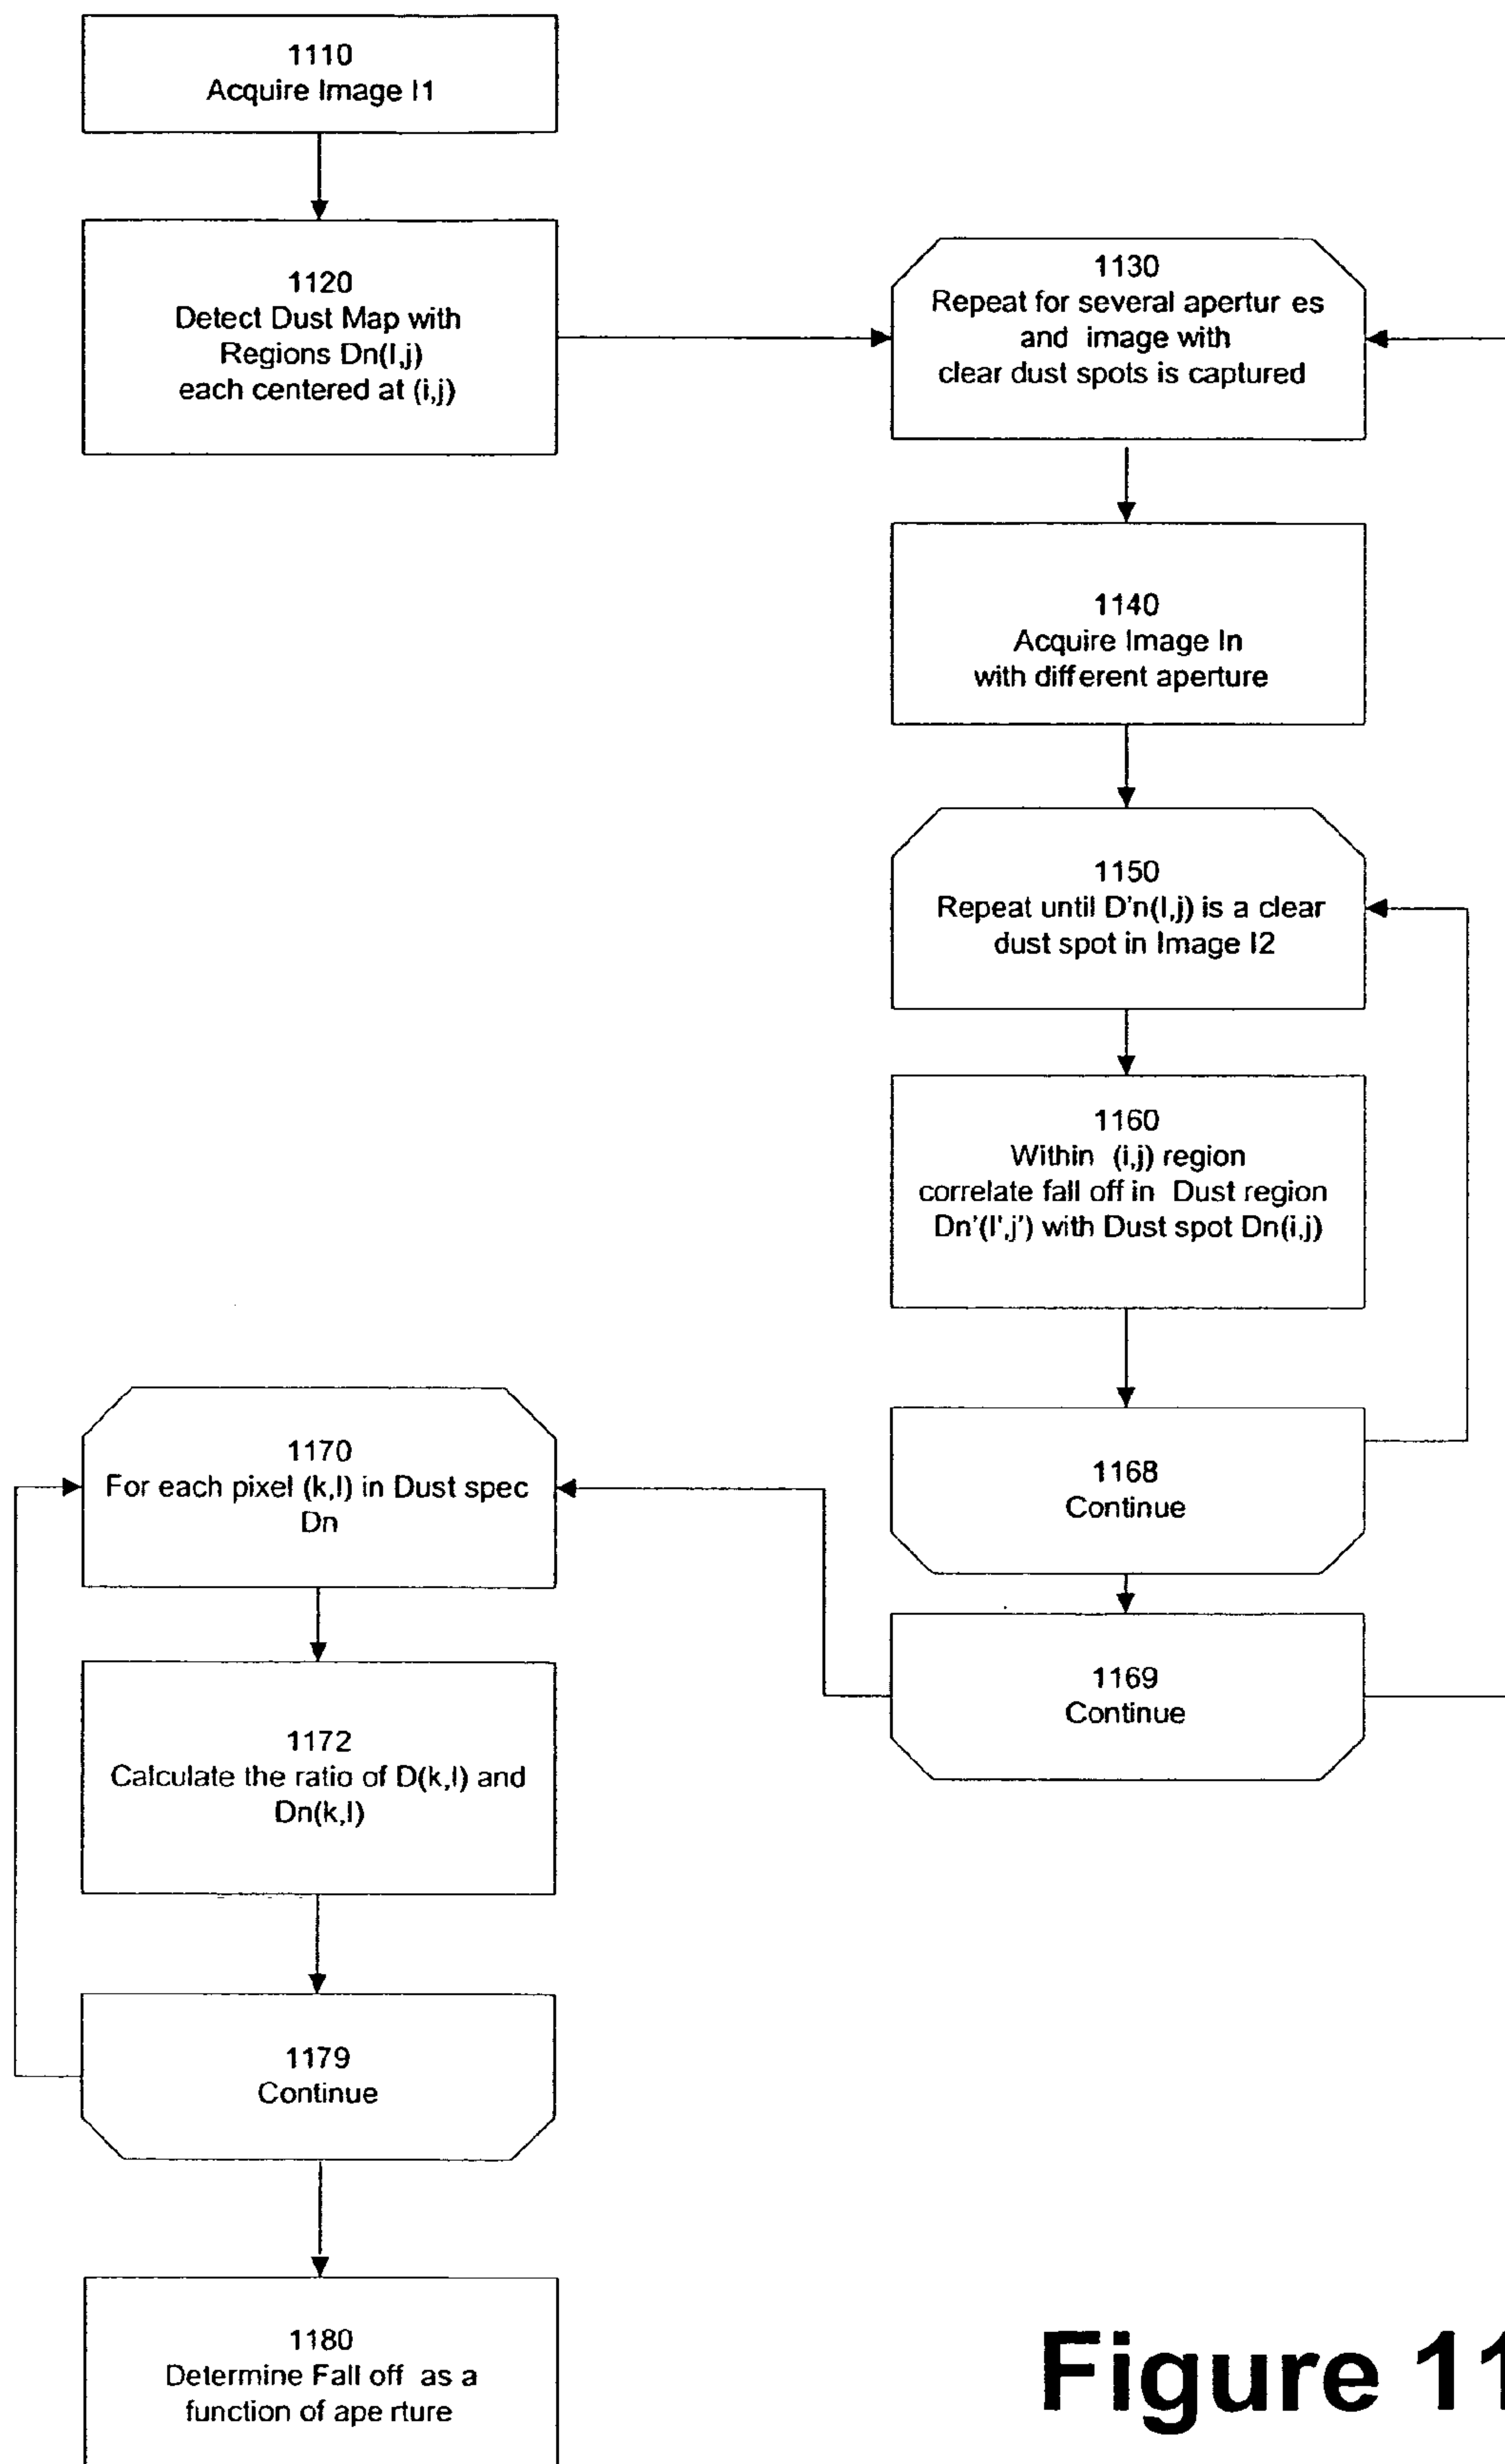 1110
Acquire Image I1
1120
Detect Dust Map with
Regions Dn(I,j)
each centered at (i,j)
1130
Repeat for several apertur es
and image with
clear dust spots is captured
1140
Acquire Image In
with different aperture
1150
Repeat until D'n(I,j) is a clear
dust spot in Image I2
1160
Within (i,j) region
correlate fall off in Dust region
Dn'(I',j') with Dust spot Dn(i,j)
1168
Continue
1169
Continue
1170
For each pixel (k,l) in Dust spec
Dn
1172
Calculate the ratio of D(k,l) and
Dn(k,l)
1179
Continue
1180
Determine Fall off as a
function of ape rture
Figure 11